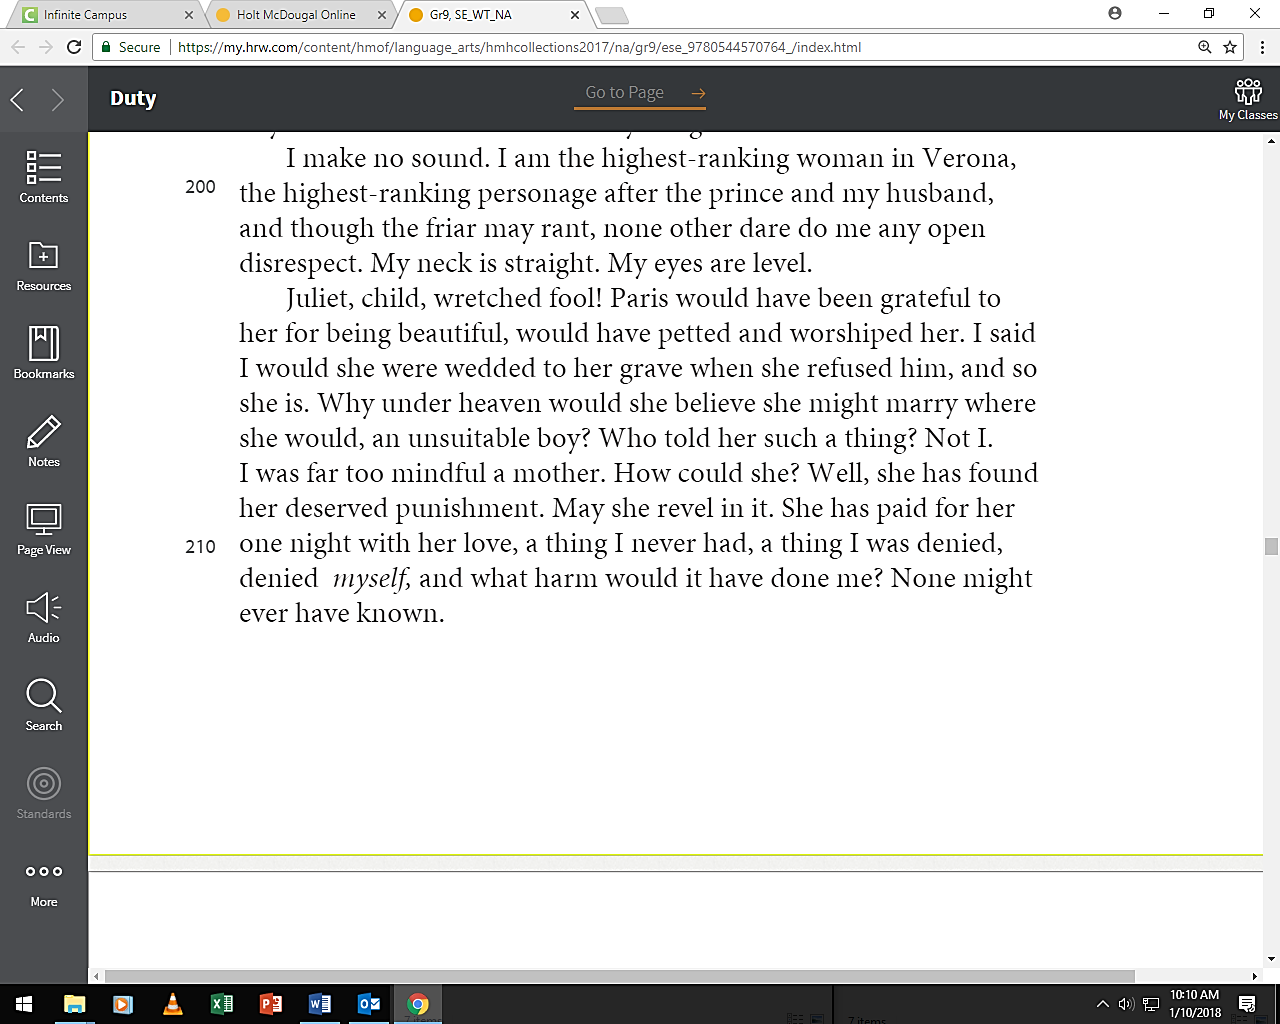 Infinite Campus
Holt McDougal Online
Gr9, SE_WT_NA
Secure
https://my.hrw.com/content/hmof/language_arts/hmhcollections2017/na/gr9/ese_9780544570764_/index.html
Duty
Go to Page
My Classes
Contents
Resources
Bookmarks
Notes
Page View
Audio
Search
Standards
More
I make no sound. I am the highest-ranking woman in Verona,
200 the highest-ranking personage after the prince and my husband,
and though the friar may rant, none other dare do me any open
disrespect. My neck is straight. My eyes are level.
Juliet, child, wretched fool! Paris would have been grateful to
her for being beautiful, would have petted and worshiped her. I said
I would she were wedded to her grave when she refused him, and so
she is. Why under heaven would she believe she might marry where
she would, an unsuitable boy? Who told her such a thing? Not I.
I was far too mindful a mother. How could she? Well, she has found
her deserved punishment. May she revel in it. She has paid for her
210 one night with her love, a thing I never had, a thing I was denied,
denied myself, and what harm would it have done me? None might
ever have known.
7 items
7 items
10:10 AM
1/10/2018